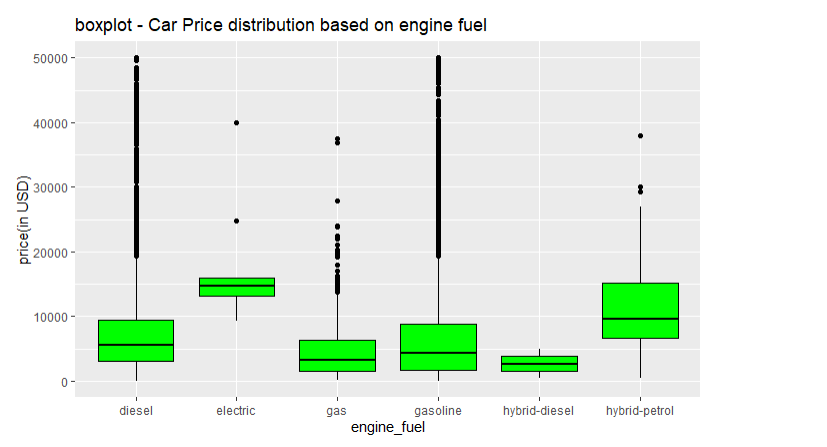 boxplot - Car Price distribution based on engine fuel
price(in USD)
50000
40000
30000
20000
10000
0
diesel electric gas gasoline hybrid-diesel hybrid-petrol
engine_fuel